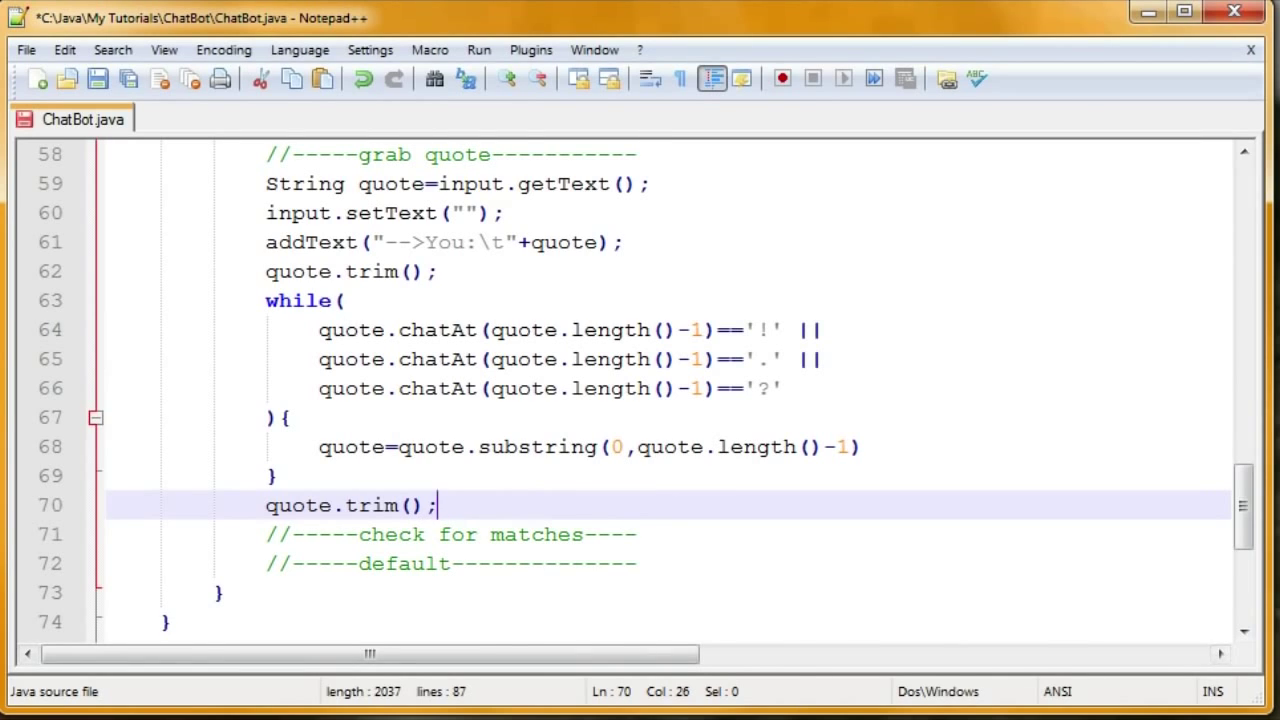 *C:\Java\My Tutorials\ChatBot\ChatBot.java - Notepad++
File Edit Search View Encoding Language Settings Macro Run Plugins Window ? X
ABC
ChatBot.java
58 //-----grab quote-----------
59 String quote=input.getText();
60 input.setText("");
61 addText("-->You:\t"+quote);
62 quote.trim();
63 while(
64 quote.chatAt(quote.length()-1)=='!' ||
65 quote.chatAt(quote.length()-1)=='.' ||
66 quote.chatAt(quote.length()-1)=='?'
67 ){
68 quote=quote.substring(0,quote.length()-1)
69 }
70 quote.trim();
71 //-----check for matches----
72 //-----default--------------
73 }
74 }
Java source file length : 2037 lines : 87 Ln : 70 Col : 26 Sel : 0 Dos\Windows ANSI INS